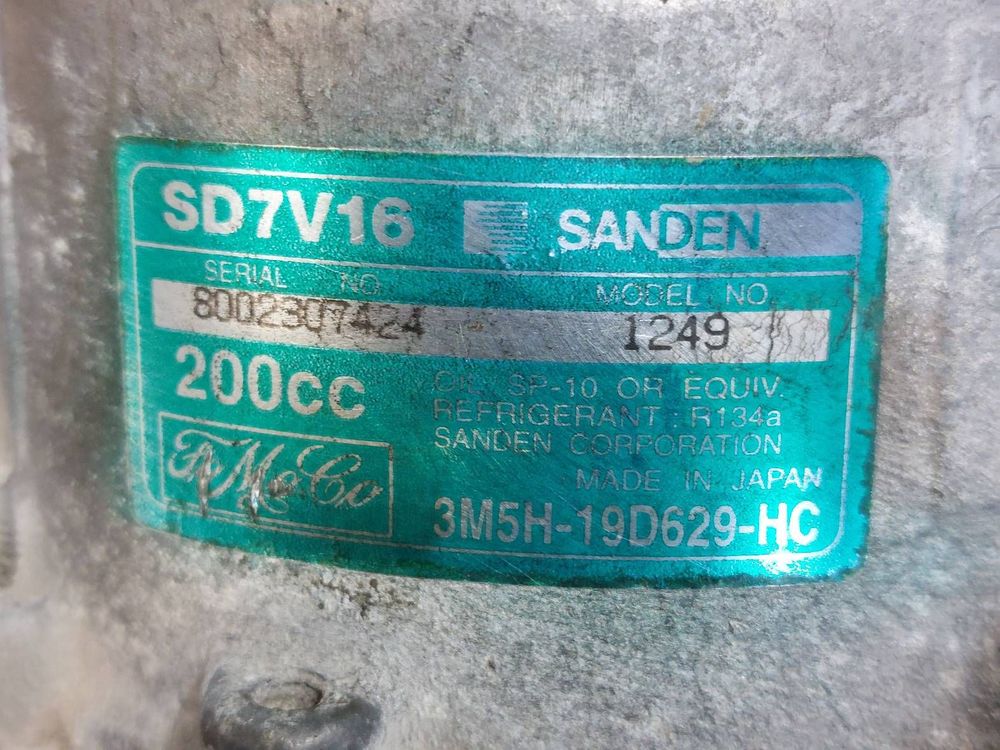 SD7V16 SANDEN
SERIAL NO. MODEL NO.
8002307424 1249
200cc
OIL SP-10 OR EQUIV.
REFRIGERANT : R134a
SANDEN CORPORATION
MADE IN JAPAN
FoMoCo
3M5H-19D629-HC